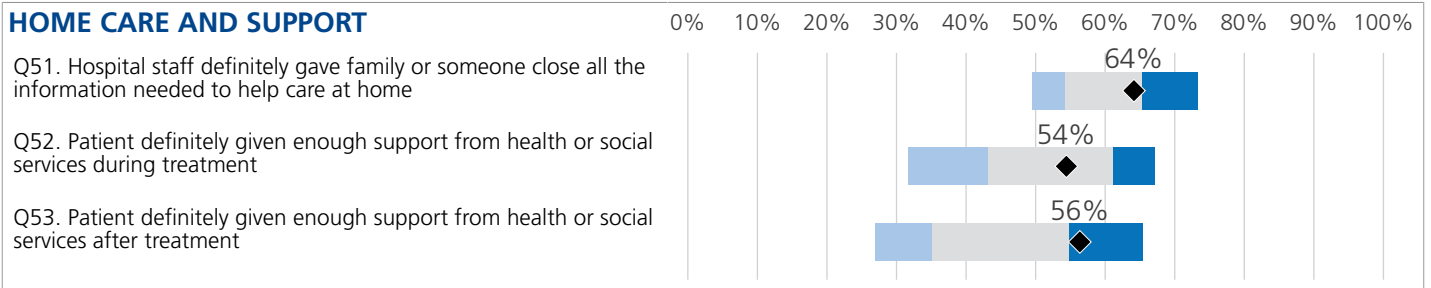 HOME CARE AND SUPPORT
0% 10% 20% 30% 40% 50% 60% 70% 80% 90% 100%
Q51. Hospital staff definitely gave family or someone close all the
information needed to help care at home
64%
Q52. Patient definitely given enough support from health or social
services during treatment
54%
Q53. Patient definitely given enough support from health or social
services after treatment
56%